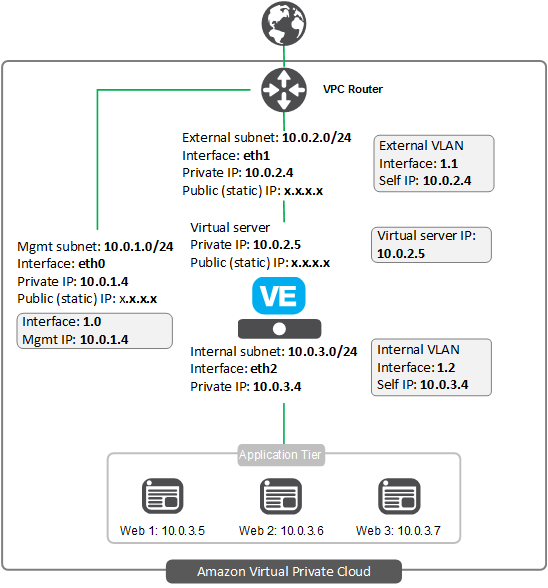 VPC Router
External subnet: 10.0.2.0/24
Interface: eth1
Private IP: 10.0.2.4
Public (static) IP: x.x.x.x
External VLAN
Interface: 1.1
Self IP: 10.0.2.4
Virtual server
Private IP: 10.0.2.5
Public (static) IP: x.x.x.x
Virtual server IP:
10.0.2.5
Mgmt subnet: 10.0.1.0/24
Interface: eth0
Private IP: 10.0.1.4
Public (static) IP: x.x.x.x
Interface: 1.0
Mgmt IP: 10.0.1.4
VE
Internal subnet: 10.0.3.0/24
Interface: eth2
Private IP: 10.0.3.4
Internal VLAN
Interface: 1.2
Self IP: 10.0.3.4
Application Tier
Web 1: 10.0.3.5
Web 2: 10.0.3.6
Web 3: 10.0.3.7
Amazon Virtual Private Cloud